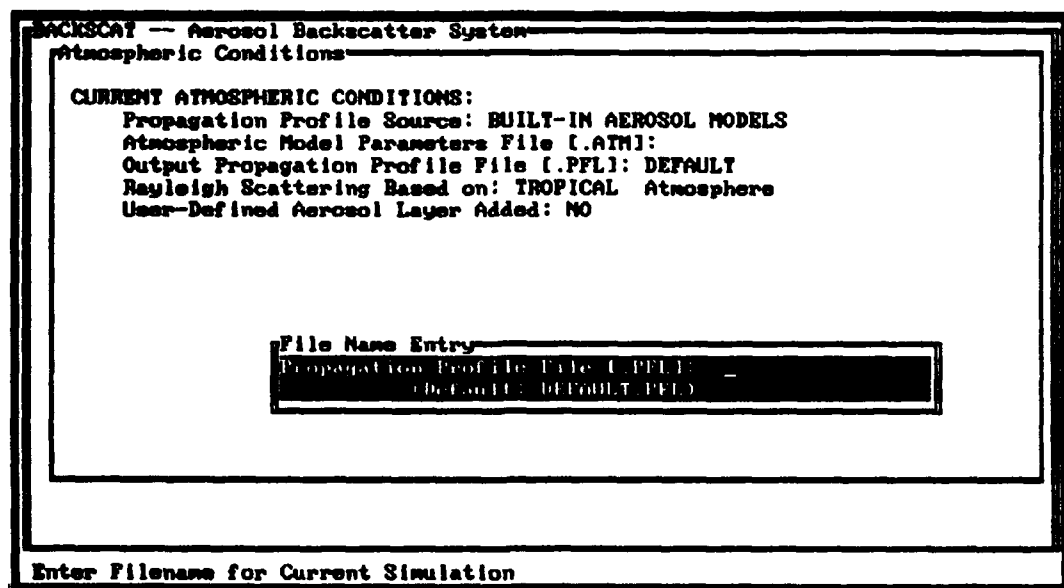 BACKSCAT -- Aerosol Backscatter System
Atmospheric Conditions
CURRENT ATMOSPHERIC CONDITIONS:
Propagation Profile Source: BUILT-IN AEROSOL MODELS
Atmospheric Model Parameters File [.ATM]:
Output Propagation Profile File [.PFL]: DEFAULT
Rayleigh Scattering Based on: TROPICAL Atmosphere
User-Defined Aerosol Layer Added: NO
File Name Entry
Propagation Profile File [.PFL]: _
(Default: DEFAULT.PFL)
Enter Filename for Current Simulation